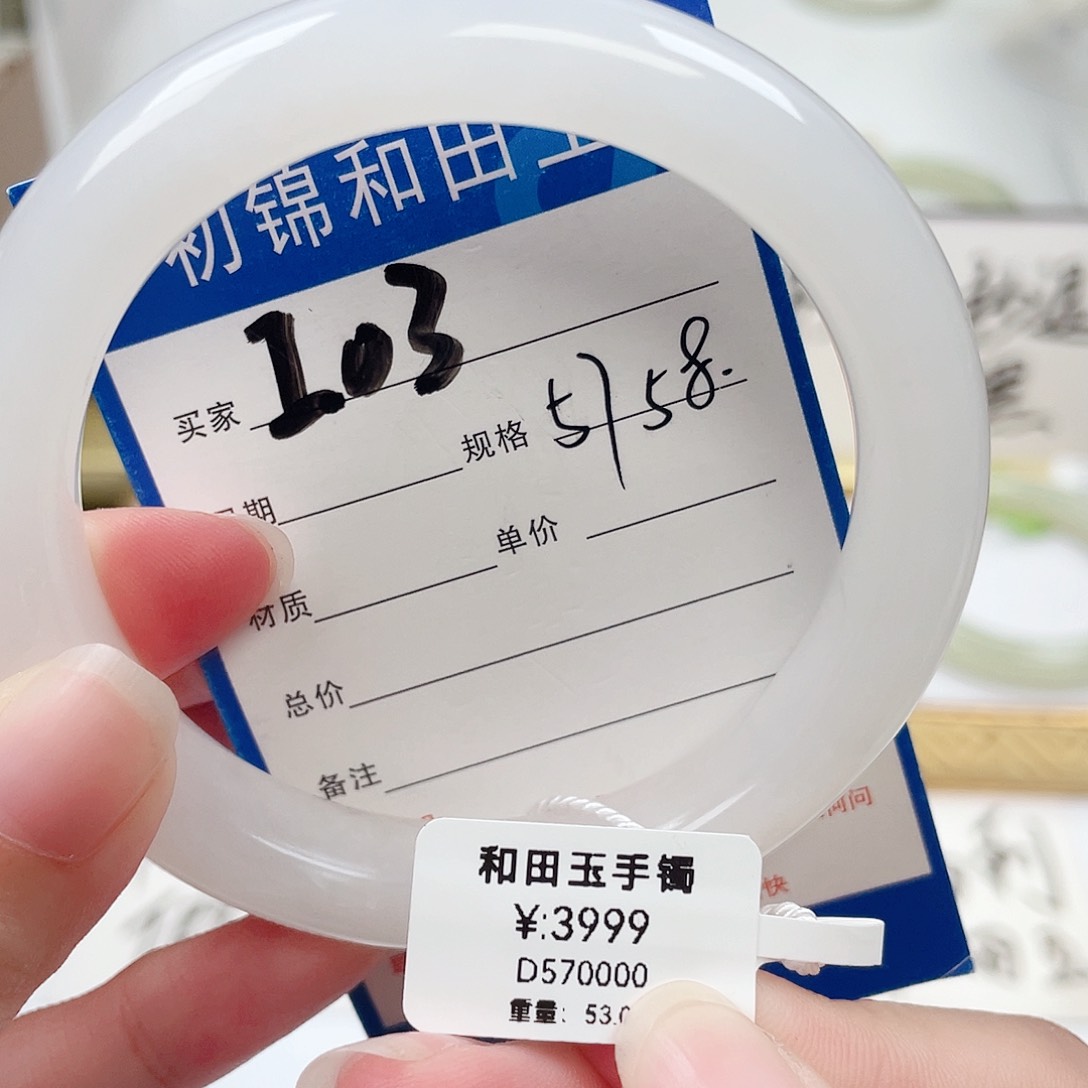 初锦和田玉
买家 103
规格 5/58.
日期
单价
材质
总价
备注
和田玉手镯
¥:3999
D570000
重量: 53.0